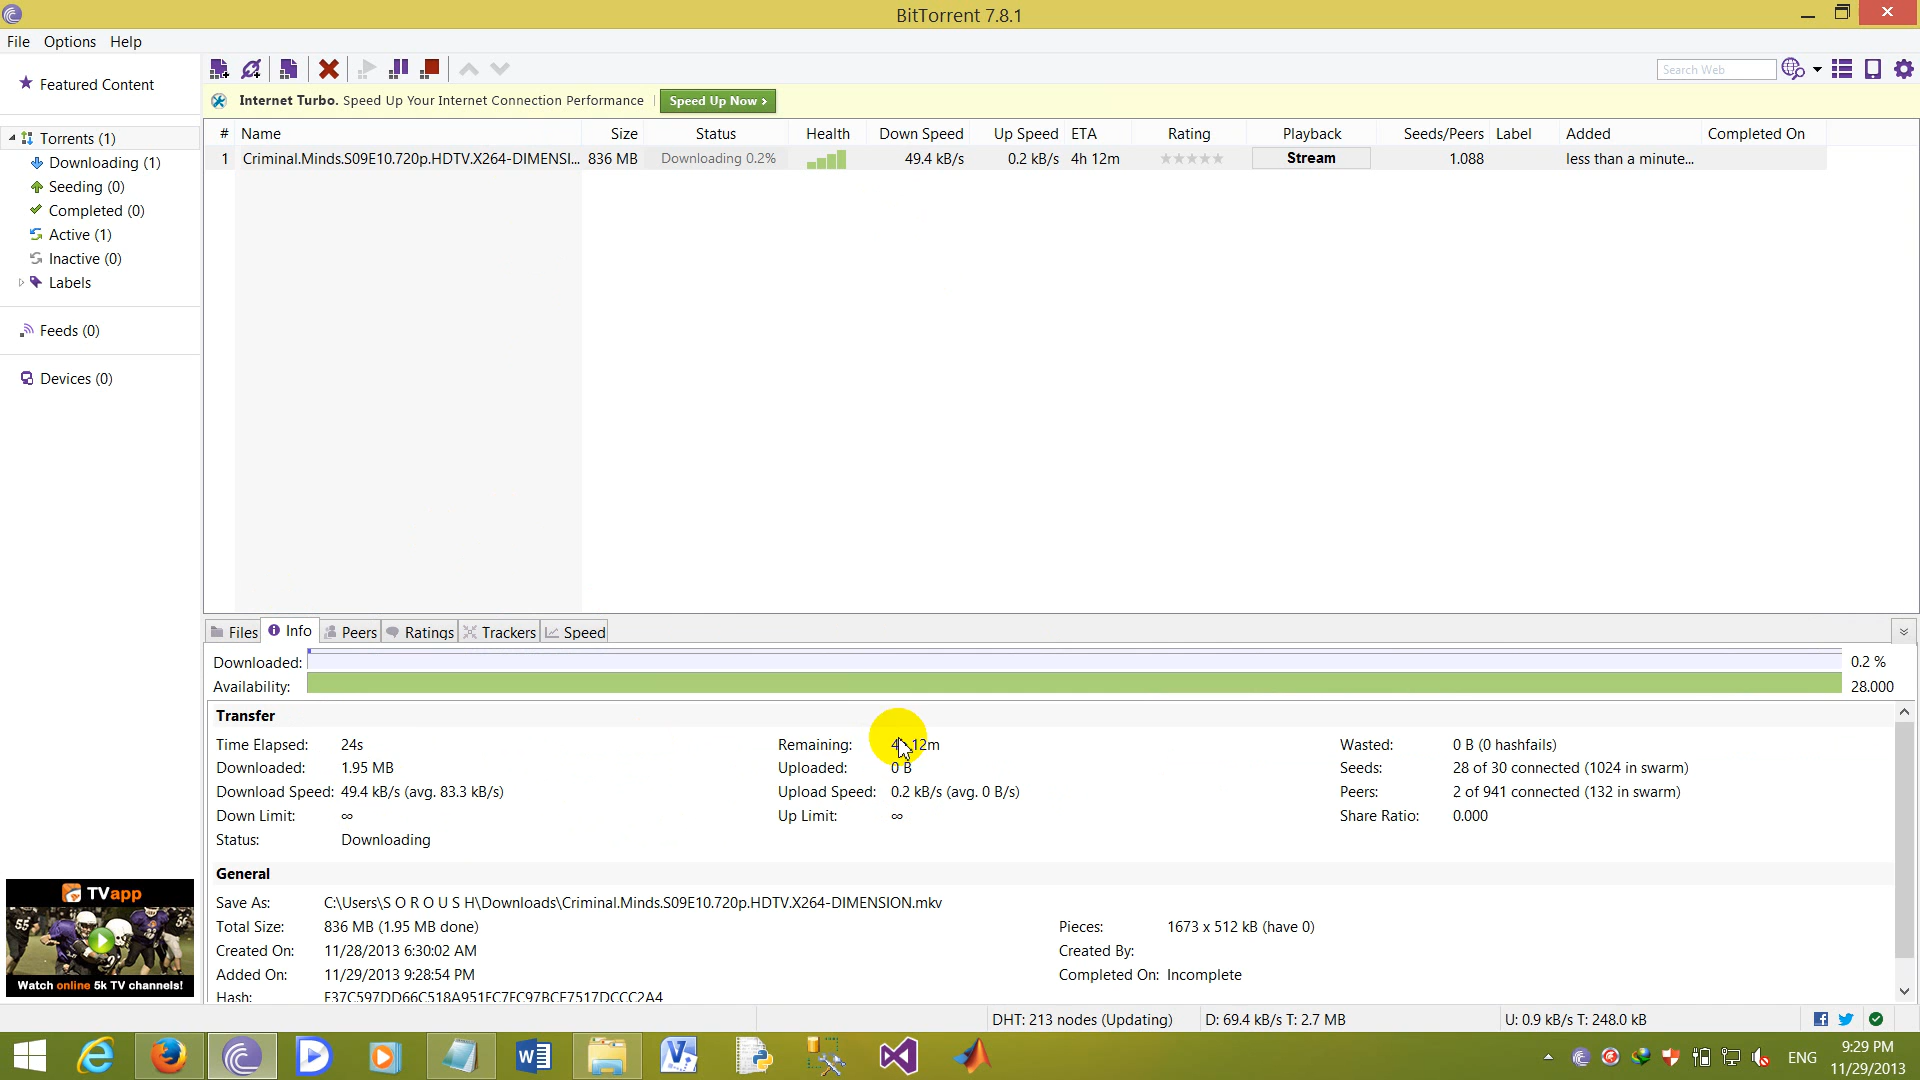 BitTorrent 7.8.1
File Options Help
Featured Content
Search Web
Internet Turbo. Speed Up Your Internet Connection Performance Speed Up Now >
Torrents (1)
Downloading (1)
Seeding (0)
Completed (0)
Active (1)
Inactive (0)
Labels
Feeds (0)
Devices (0)
# Name Size Status Health Down Speed Up Speed ETA Rating Playback Seeds/Peers Label Added Completed On
1 Criminal.Minds.S09E10.720p.HDTV.X264-DIMENSI... 836 MB Downloading 0.2% 49.4 kB/s 0.2 kB/s 4h 12m Stream 1.088 less than a minute...
Files Info Peers Ratings Trackers Speed
Downloaded: 0.2 %
Availability: 28.000
Transfer
Time Elapsed: 24s Remaining: 12m Wasted: 0 B (0 hashfails)
Downloaded: 1.95 MB Uploaded: 0 B Seeds: 28 of 30 connected (1024 in swarm)
Download Speed: 49.4 kB/s (avg. 83.3 kB/s) Upload Speed: 0.2 kB/s (avg. 0 B/s) Peers: 2 of 941 connected (132 in swarm)
Down Limit: ∞ Up Limit: ∞ Share Ratio: 0.000
Status: Downloading
General
Save As: C:\Users\S O R O U S H\Downloads\Criminal.Minds.S09E10.720p.HDTV.X264-DIMENSION.mkv
Total Size: 836 MB (1.95 MB done) Pieces: 1673 x 512 kB (have 0)
Created On: 11/28/2013 6:30:02 AM Created By:
Added On: 11/29/2013 9:28:54 PM Completed On: Incomplete
Hash:
TVapp
55
Watch online 5k TV channels!
DHT: 213 nodes (Updating) D: 69.4 kB/s T: 2.7 MB U: 0.9 kB/s T: 248.0 kB
ENG
9:29 PM
11/29/2013